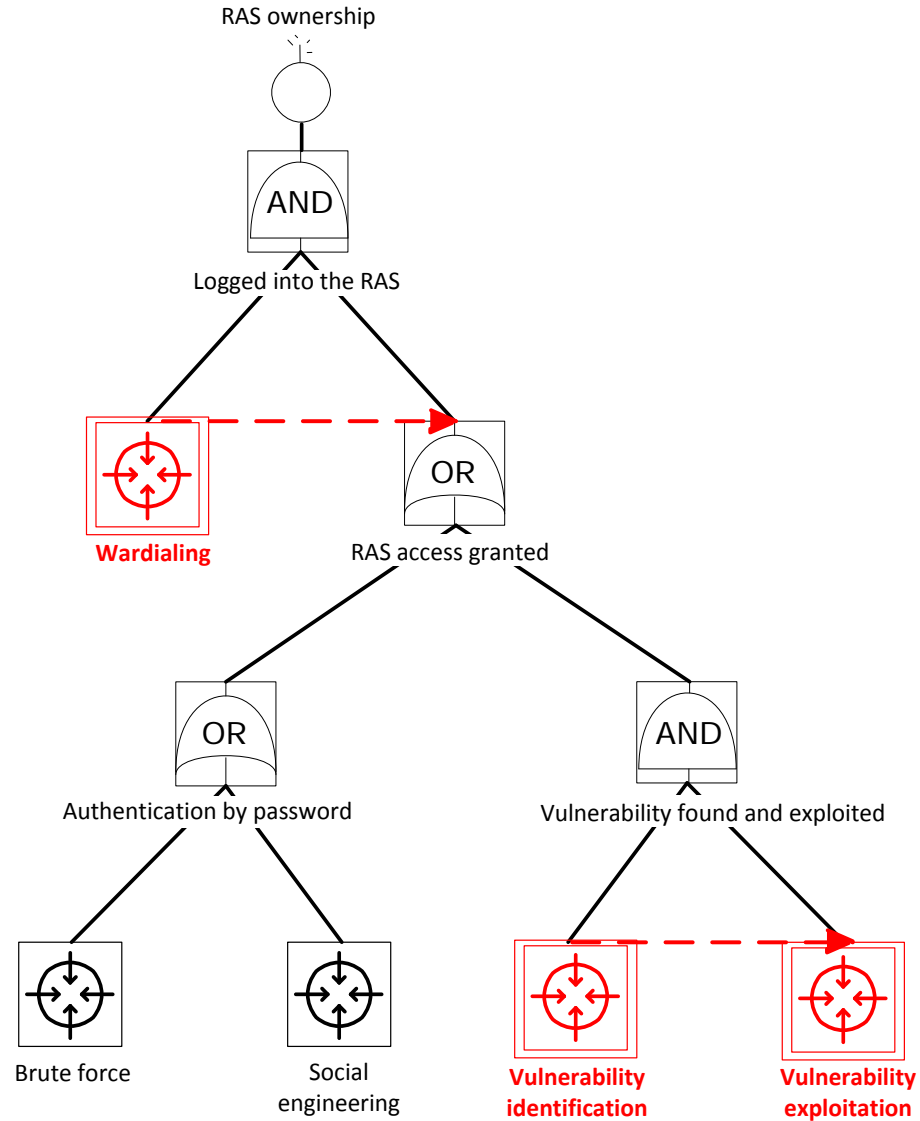 RAS ownership
AND
Logged into the RAS
OR
Wardialing
RAS access granted
OR
AND
Authentication by password
Vulnerability found and exploited
Brute force
Social
engineering
Vulnerability
identification
Vulnerability
exploitation